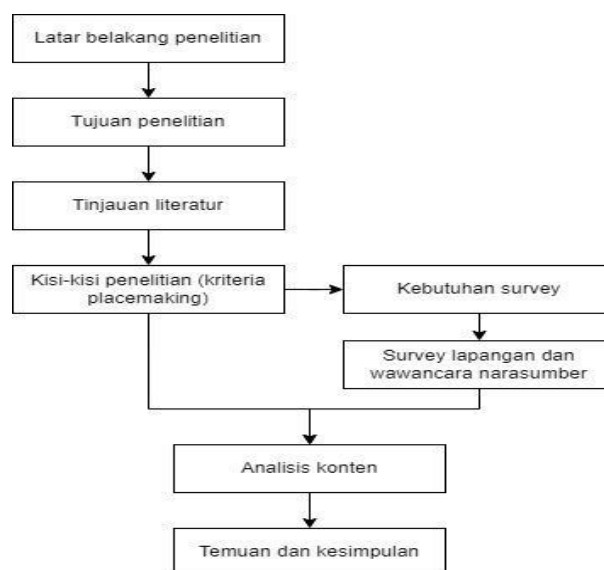 Latar belakang penelitian
Tujuan penelitian
Tinjauan literatur
Kisi-kisi penelitian (kriteria
placemaking)
Kebutuhan survey
Survey lapangan dan
wawancara narasumber
Analisis konten
Temuan dan kesimpulan